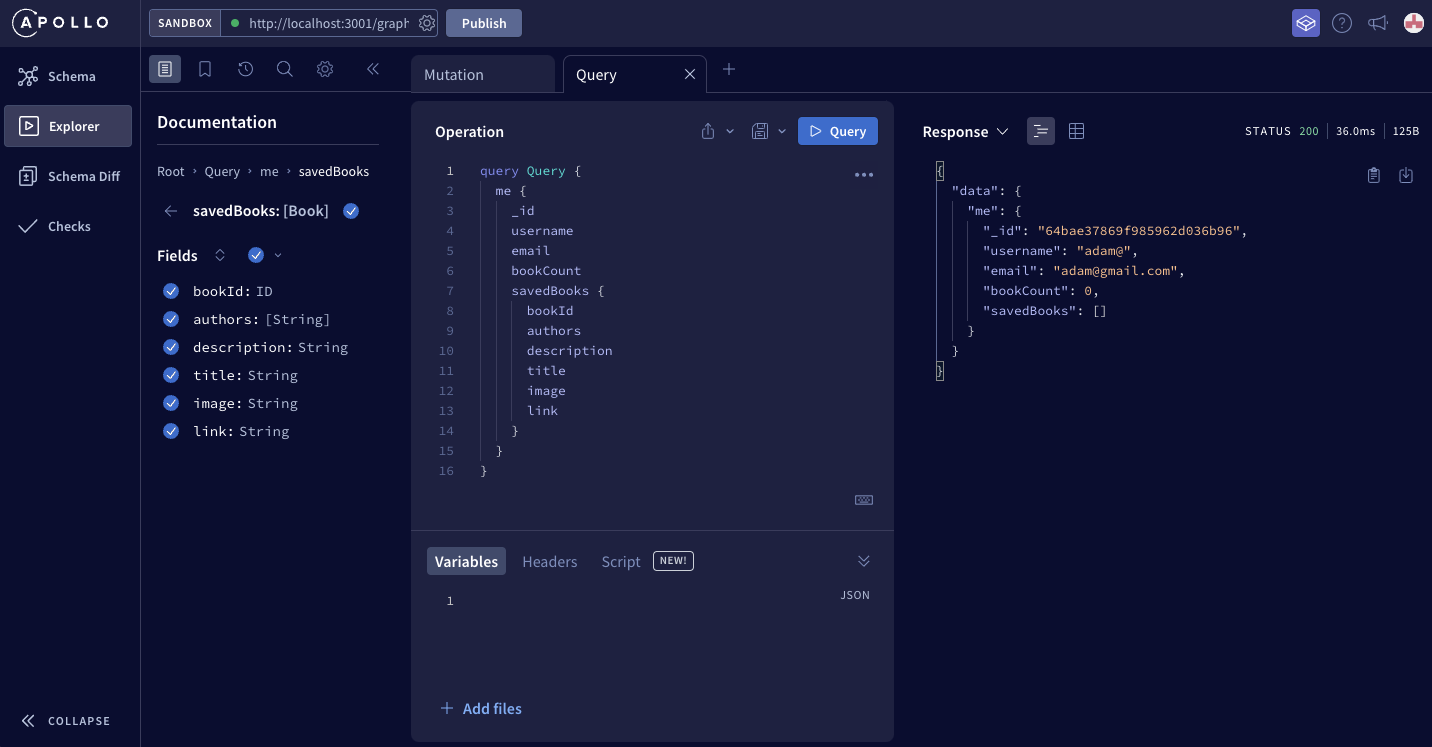 APOLLO
SANDBOX
http://localhost:3001/graph
Publish
Schema
Explorer
Schema Diff
Checks
COLLAPSE
Documentation
Root › Query › me › savedBooks
savedBooks: [Book]
Fields
bookId: ID
authors: [String]
description: String
title: String
image: String
link: String
Mutation
Query
Operation
Query
1 query Query {
2 me {
3 _id
4 username
5 email
6 bookCount
7 savedBooks {
8 bookId
9 authors
10 description
11 title
12 image
13 link
14 }
15 }
16 }
Variables Headers Script NEW!
JSON
1
Add files
Response
STATUS 200 36.0ms 125B
{
"data": {
"me": {
"_id": "64bae37869f985962d036b96",
"username": "adam@",
"email": "adam@gmail.com",
"bookCount": 0,
"savedBooks": []
}
}
}